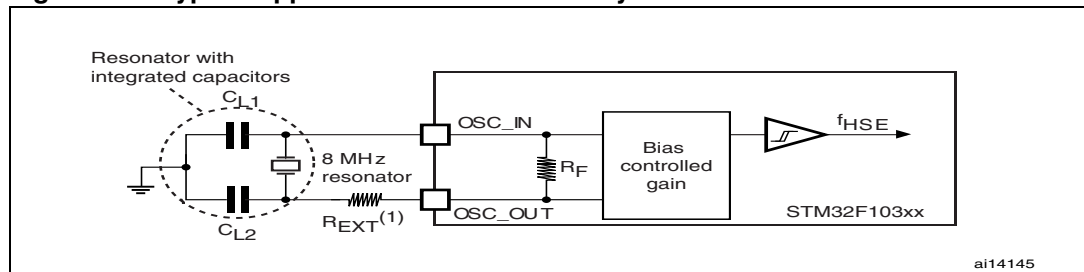 Resonator with
integrated capacitors
CL1
OSC_IN
fHSE
8 MHz
resonator
RF
Bias
controlled
gain
REXT(1)
OSC_OUT
STM32F103xx
CL2
ai14145